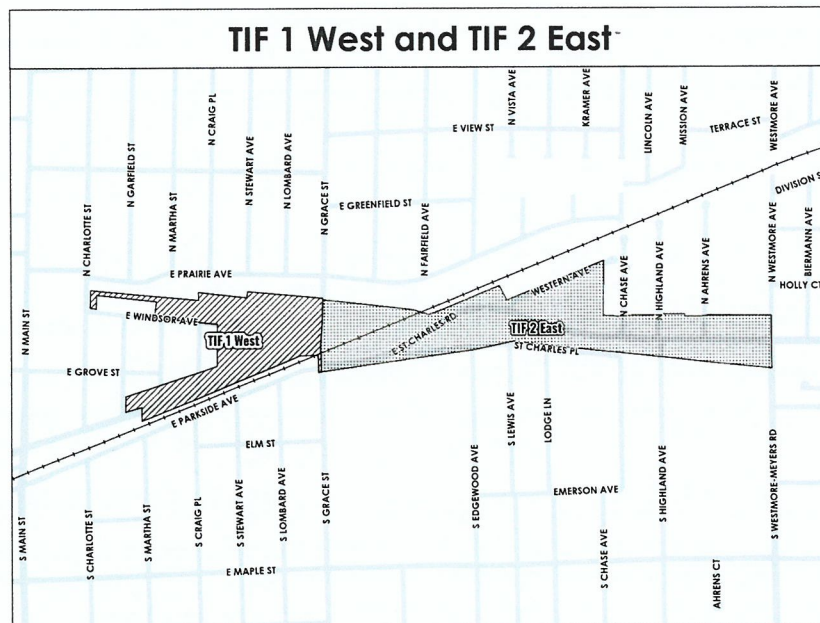 TIF 1 West and TIF 2 East
N CRAIG PL
N VISTA AVE
KRAMER AVE
LINCOLN AVE
MISSION AVE
WESTMORE AVE
TERRACE ST
E VIEW ST
N GARFIELD ST
N STEWART AVE
N LOMBARD AVE
N MARTHA ST
N GRACE ST
E GREENFIELD ST
DIVISION S
N CHARLOTTE ST
N FAIRFIELD AVE
N WESTMORE AVE
BIERMANN AVE
HOLLY CT
E PRAIRIE AVE
WESTERN AVE
N CHASE AVE
N HIGHLAND AVE
N AHRENS AVE
N MAIN ST
E WINDSOR AVE
TIF 1 West
E ST CHARLES RD
TIF 2 East
ST CHARLES PL
E GROVE ST
E PARKSIDE AVE
S LEWIS AVE
LODGE LN
ELM ST
S GRACE ST
S EDGEWOOD AVE
EMERSON AVE
S HIGHLAND AVE
S WESTMORE-MEYERS RD
S MAIN ST
S CHARLOTTE ST
S MARTHA ST
S CRAIG PL
S STEWART AVE
S LOMBARD AVE
S CHASE AVE
E MAPLE ST
AHRENS CT